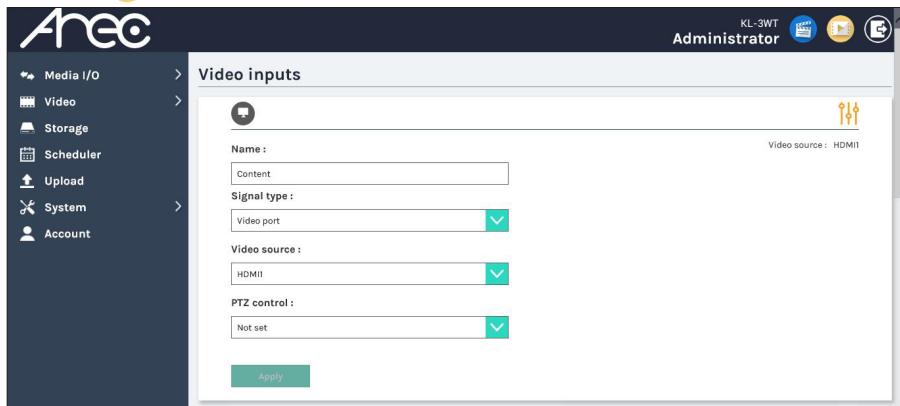 Arec
KL-3WT
Administrator
Media I/O
Video
Storage
Scheduler
Upload
System
Account
Video inputs
Video source : HDMI1
Name :
Content
Signal type :
Video port
Video source :
HDMI1
PTZ control :
Not set
Apply